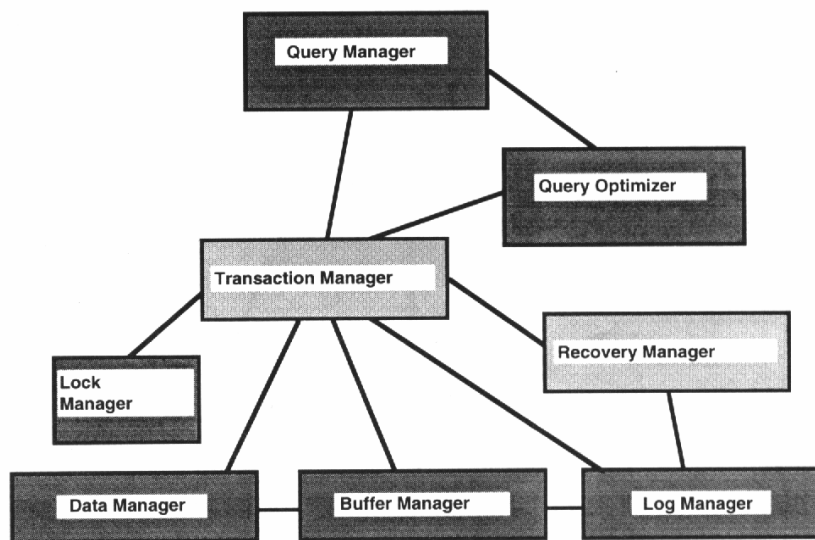 Query Manager
Query Optimizer
Transaction Manager
Recovery Manager
Lock
Manager
Data Manager
Buffer Manager
Log Manager